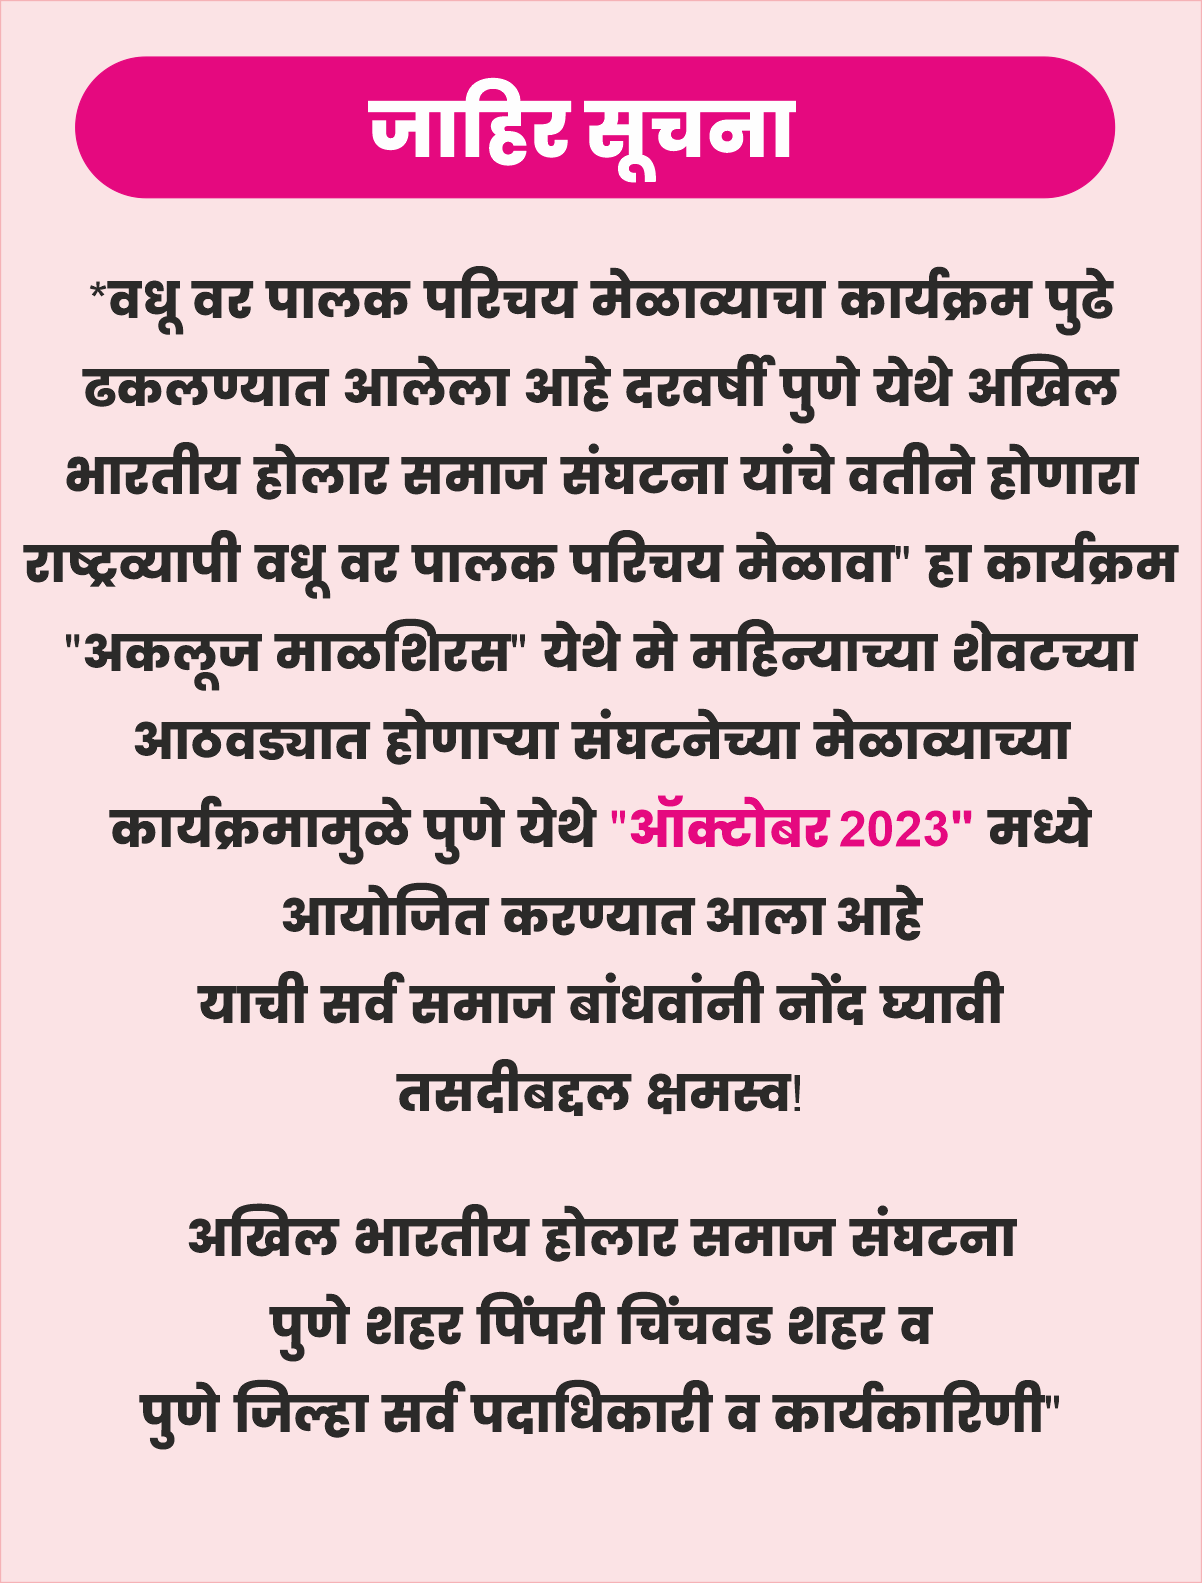 जाहिर सूचना
*वधू वर पालक परिचय मेळाव्याचा कार्यक्रम पुढे
ढकलण्यात आलेला आहे दरवर्षी पुणे येथे अखिल
भारतीय होलार समाज संघटना यांचे वतीने होणारा
राष्ट्रव्यापी वधू वर पालक परिचय मेळावा" हा कार्यक्रम
"अकलूज माळशिरस" येथे मे महिन्याच्या शेवटच्या
आठवड्यात होणाऱ्या संघटनेच्या मेळाव्याच्या
कार्यक्रमामुळे पुणे येथे "ऑक्टोबर 2023" मध्ये
आयोजित करण्यात आला आहे
याची सर्व समाज बांधवांनी नोंद घ्यावी
तसदीबद्दल क्षमस्व!
अखिल भारतीय होलार समाज संघटना
पुणे शहर पिंपरी चिंचवड शहर व
पुणे जिल्हा सर्व पदाधिकारी व कार्यकारिणी"